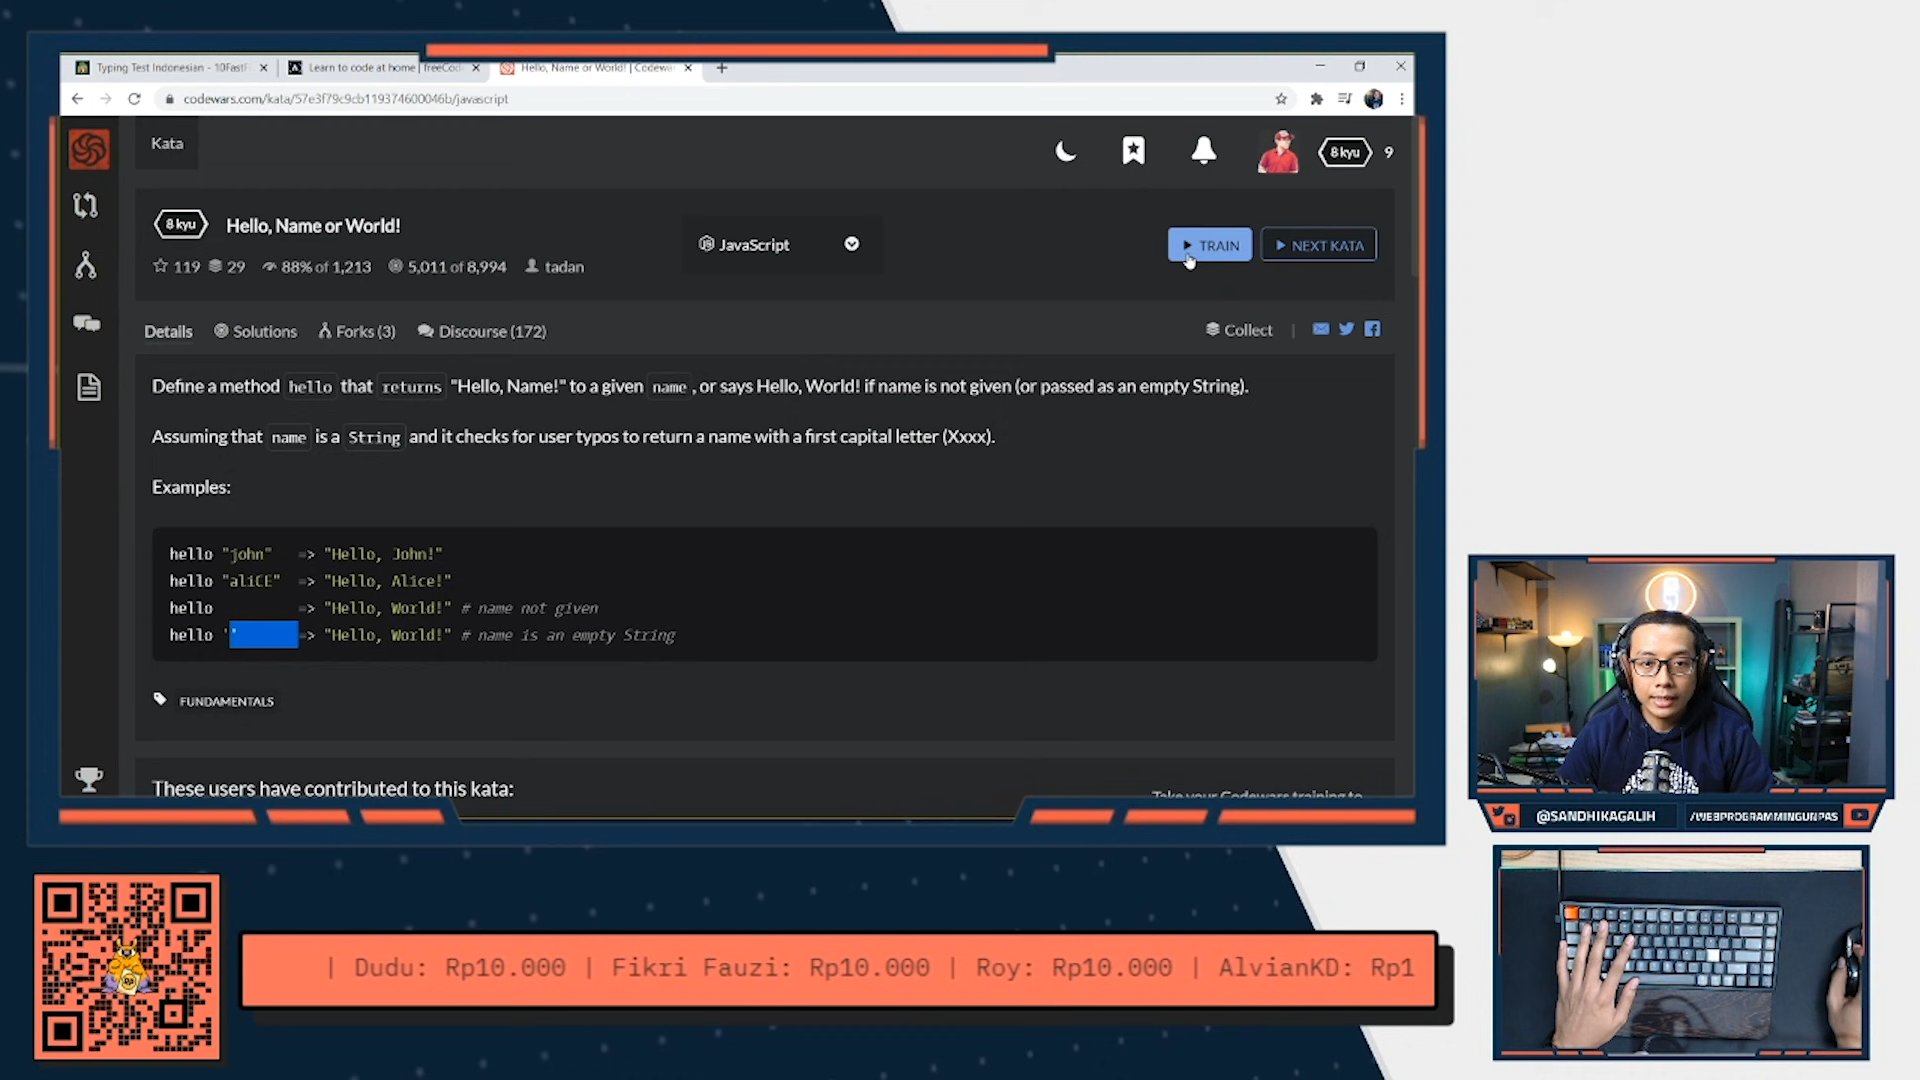 Typing Test Indonesian - 10FastF
Learn to code at home | freeCod
Hello, Name or World! | Codewar
codewars.com/kata/57e3f79c9cb119374600046b/javascript
Kata
8 kyu
9
8 kyu
Hello, Name or World!
JavaScript
TRAIN
NEXT KATA
119
29
88% of 1,213
5,011 of 8,994
tadan
Details
Solutions
Forks (3)
Discourse (172)
Collect
|
Define a method hello that returns "Hello, Name!" to a given name, or says Hello, World! if name is not given (or passed as an empty String).
Assuming that name is a String and it checks for user typos to return a name with a first capital letter (Xxxx).
Examples:
hello "john" => "Hello, John!"
hello "aliCE" => "Hello, Alice!"
hello => "Hello, World!" # name not given
hello '' => "Hello, World!" # name is an empty String
FUNDAMENTALS
These users have contributed to this kata:
Take your Codewars training to
@SANDHIKAGALIH
/WEBPROGRAMMINGUNPAS
| Dudu: Rp10.000 | Fikri Fauzi: Rp10.000 | Roy: Rp10.000 | AlvianKD: Rp1